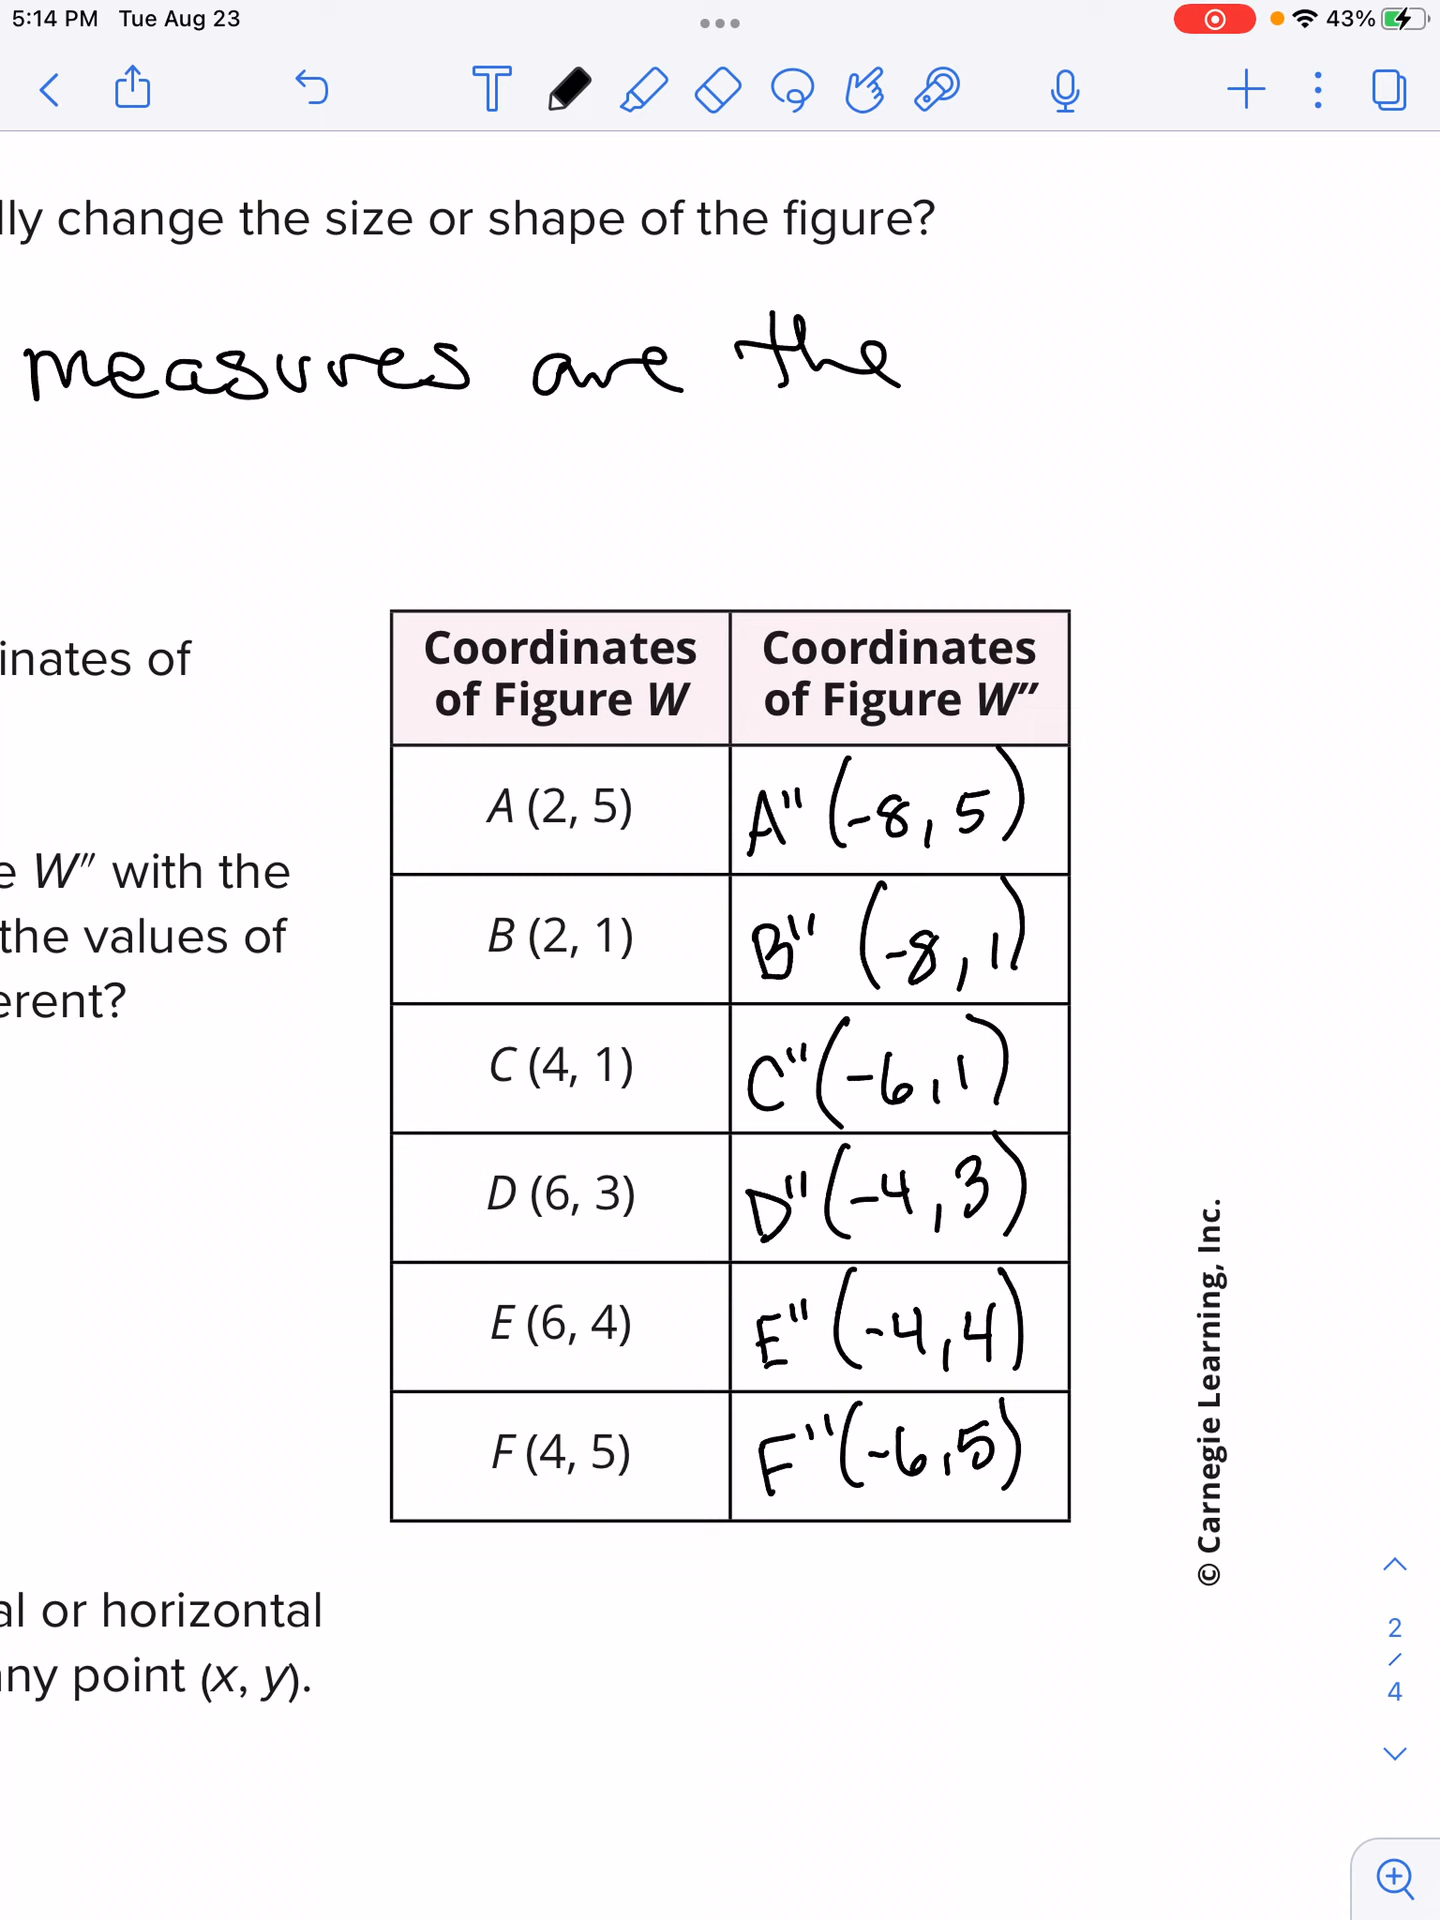 5:14 PM Tue Aug 23
43%
lly change the size or shape of the figure?
measures are the
inates of
e W″ with the
the values of
erent?
Coordinates of Figure W
Coordinates of Figure W″
A (2, 5)
A" (-8, 5)
B (2, 1)
B" (-8, 1)
C (4, 1)
C" (-6, 1)
D (6, 3)
D" (-4, 3)
E (6, 4)
E" (-4, 4)
F (4, 5)
F" (-6, 5)
al or horizontal
ny point (x, y).
© Carnegie Learning, Inc.
2
/
4